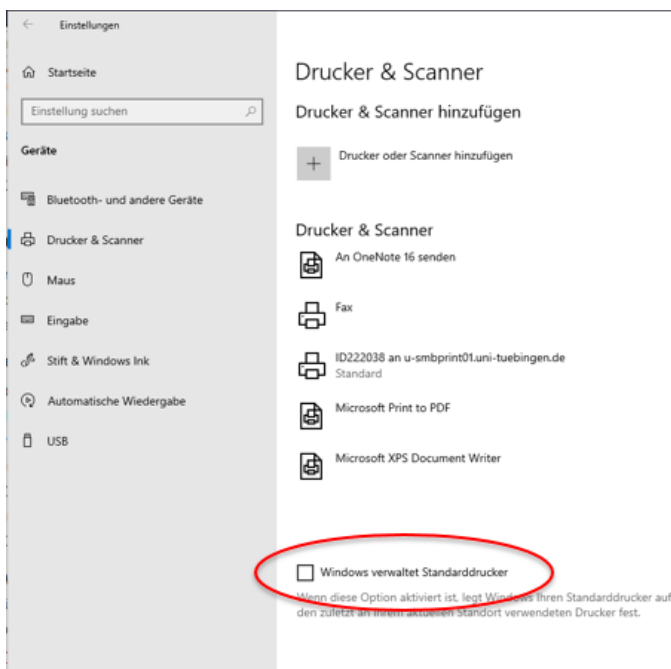 Einstellungen
Startseite
Einstellung suchen
Geräte
Bluetooth- und andere Geräte
Drucker & Scanner
Maus
Eingabe
Stift & Windows Ink
Automatische Wiedergabe
USB
Drucker & Scanner
Drucker & Scanner hinzufügen
Drucker oder Scanner hinzufügen
Drucker & Scanner
An OneNote 16 senden
Fax
ID222038 an u-smbprint01.uni-tuebingen.de
Standard
Microsoft Print to PDF
Microsoft XPS Document Writer
Windows verwaltet Standarddrucker
Wenn diese Option aktiviert ist, legt Windows Ihren Standarddrucker auf
den zuletzt an Ihrem aktuellen Standort verwendeten Drucker fest.